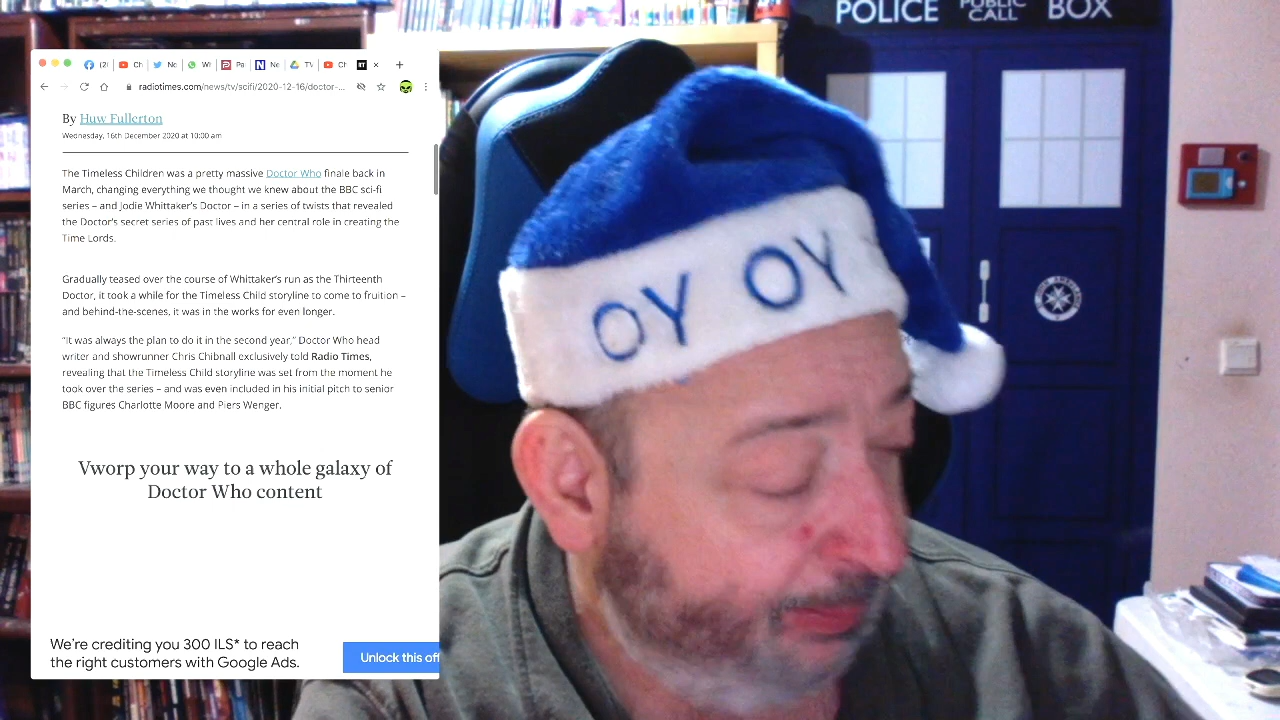 POLICE PUBLIC CALL BOX
radiotimes.com/news/tv/scifi/2020-12-16/doctor-...
By Huw Fullerton
Wednesday, 16th December 2020 at 10:00 am
The Timeless Children was a pretty massive Doctor Who finale back in
March, changing everything we thought we knew about the BBC sci-fi
series – and Jodie Whittaker's Doctor – in a series of twists that revealed
the Doctor's secret series of past lives and her central role in creating the
Time Lords.
Gradually teased over the course of Whittaker's run as the Thirteenth
Doctor, it took a while for the Timeless Child storyline to come to fruition –
and behind-the-scenes, it was in the works for even longer.
"It was always the plan to do it in the second year," Doctor Who head
writer and showrunner Chris Chibnall exclusively told Radio Times,
revealing that the Timeless Child storyline was set from the moment he
took over the series – and was even included in his initial pitch to senior
BBC figures Charlotte Moore and Piers Wenger.
Vworp your way to a whole galaxy of
Doctor Who content
We're crediting you 300 ILS* to reach
the right customers with Google Ads.
Unlock this off
OY OY